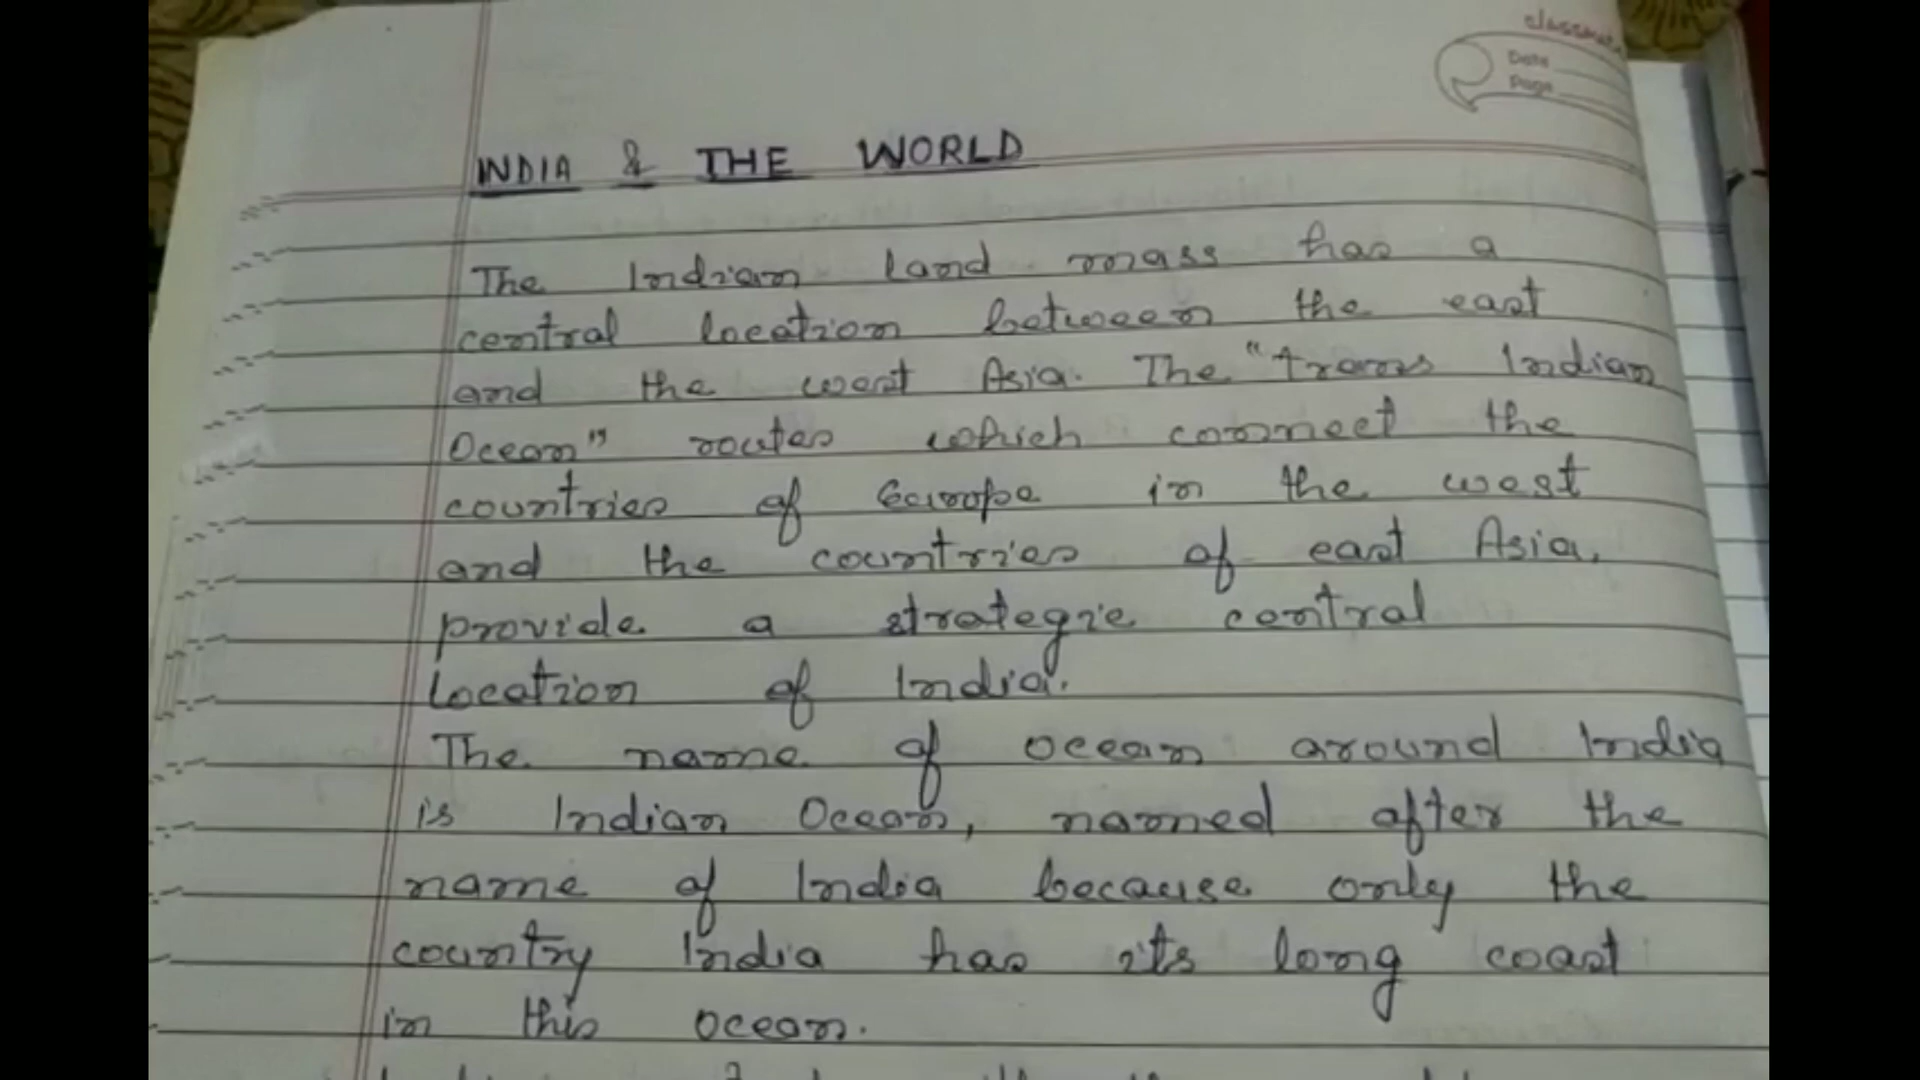 classmate
Date
Page
INDIA & THE WORLD
The Indian land mass has a
central location between the east
and the west Asia. The "trans Indian
Ocean" routes which connect the
countries of Europe in the west
and the countries of east Asia,
provide a strategic central
location of India.
The name of ocean around India
is Indian Ocean, named after the
name of India because only the
country India has its long coast
in this ocean.